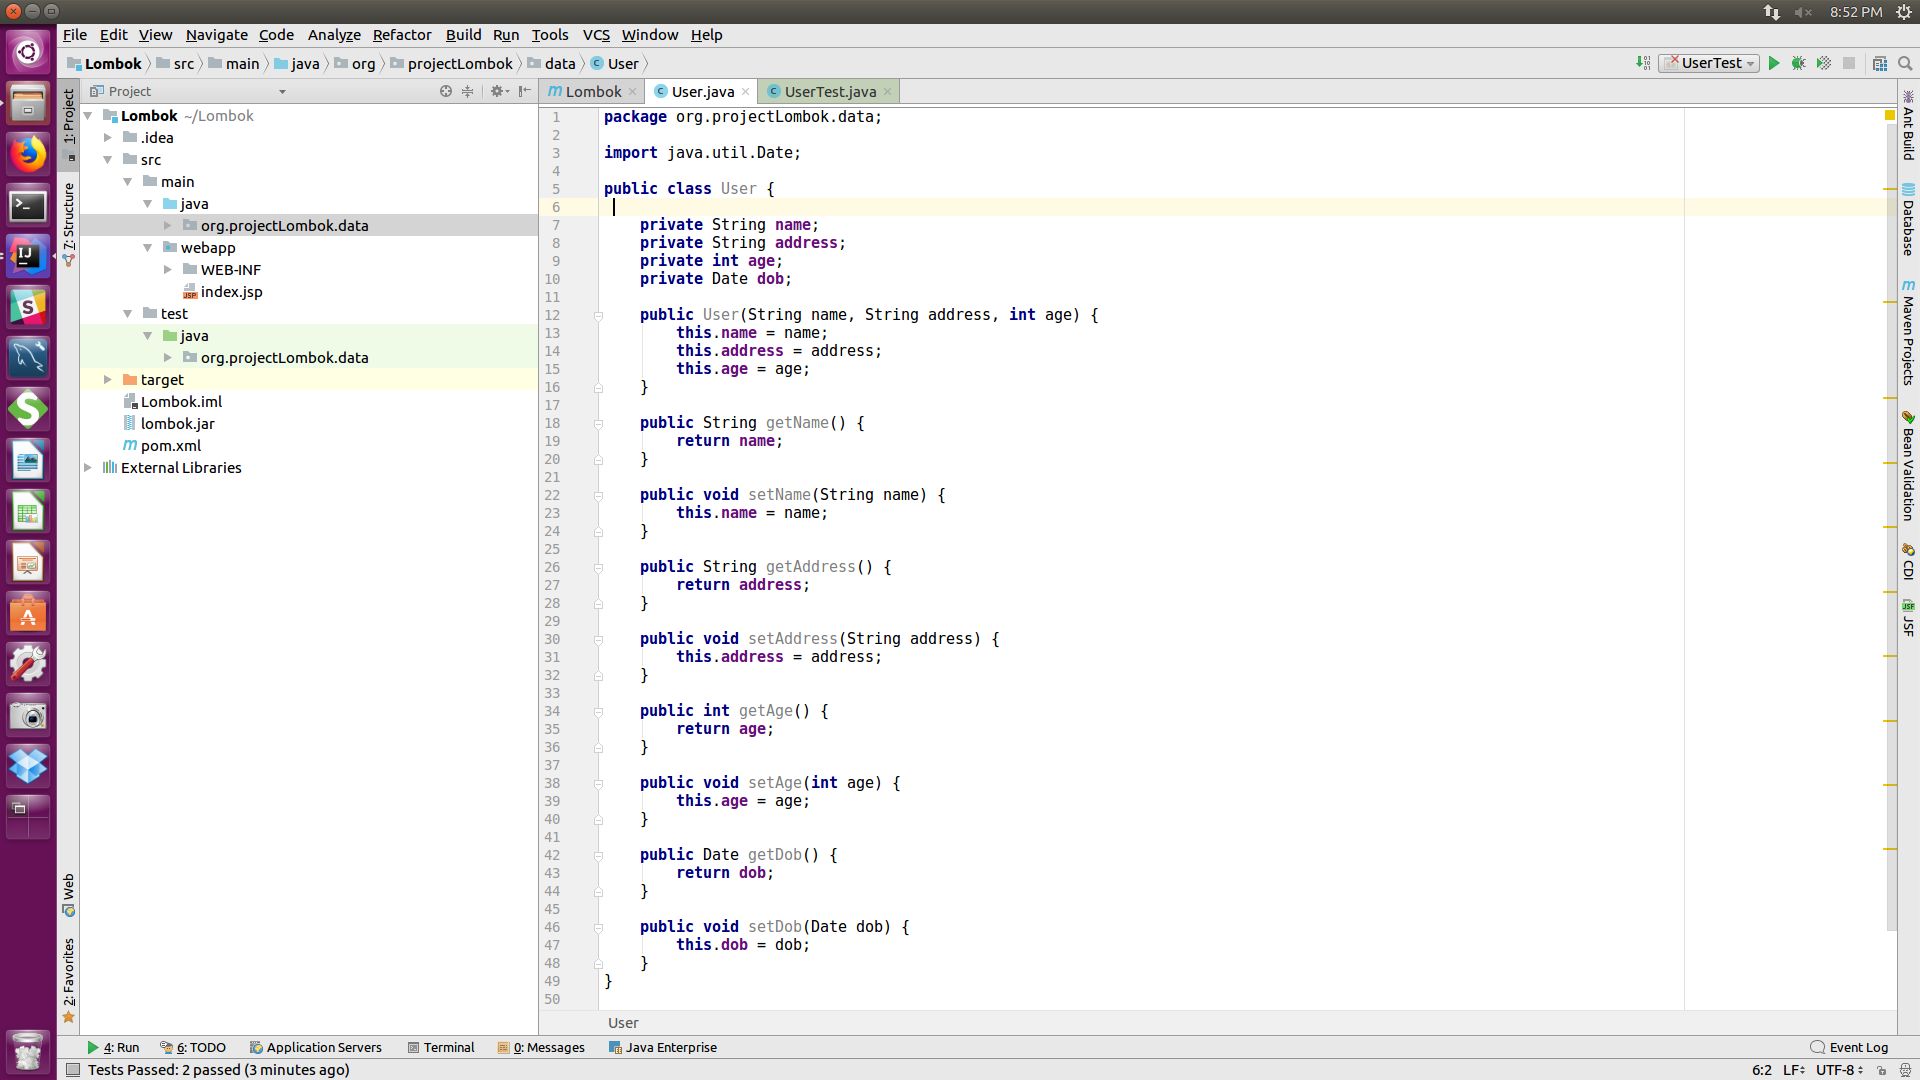 8:52 PM
File Edit View Navigate Code Analyze Refactor Build Run Tools VCS Window Help
Lombok src main java org projectLombok data User
UserTest
Project
Lombok User.java UserTest.java
1: Project
7: Structure
Web
2: Favorites
Lombok ~/Lombok
.idea
src
main
java
org.projectLombok.data
webapp
WEB-INF
index.jsp
test
java
org.projectLombok.data
target
Lombok.iml
lombok.jar
pom.xml
External Libraries
1 package org.projectLombok.data;
2
3 import java.util.Date;
4
5 public class User {
6
7 private String name;
8 private String address;
9 private int age;
10 private Date dob;
11
12 public User(String name, String address, int age) {
13 this.name = name;
14 this.address = address;
15 this.age = age;
16 }
17
18 public String getName() {
19 return name;
20 }
21
22 public void setName(String name) {
23 this.name = name;
24 }
25
26 public String getAddress() {
27 return address;
28 }
29
30 public void setAddress(String address) {
31 this.address = address;
32 }
33
34 public int getAge() {
35 return age;
36 }
37
38 public void setAge(int age) {
39 this.age = age;
40 }
41
42 public Date getDob() {
43 return dob;
44 }
45
46 public void setDob(Date dob) {
47 this.dob = dob;
48 }
49 }
50
User
Ant Build
Database
Maven Projects
Bean Validation
CDI
JSF
4: Run 6: TODO Application Servers Terminal 0: Messages Java Enterprise Event Log
Tests Passed: 2 passed (3 minutes ago) 6:2 LF UTF-8